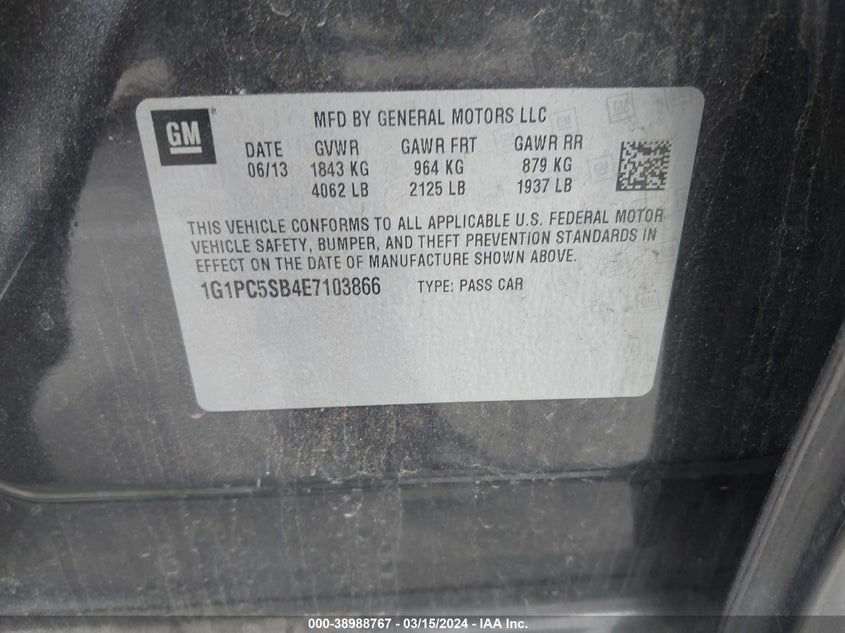 GM
MFD BY GENERAL MOTORS LLC
DATE GVWR GAWR FRT GAWR RR
06/13 1843 KG 964 KG 879 KG
4062 LB 2125 LB 1937 LB
THIS VEHICLE CONFORMS TO ALL APPLICABLE U.S. FEDERAL MOTOR
VEHICLE SAFETY, BUMPER, AND THEFT PREVENTION STANDARDS IN
EFFECT ON THE DATE OF MANUFACTURE SHOWN ABOVE.
1G1PC5SB4E7103866 TYPE: PASS CAR
000-38988767 - 03/15/2024 - IAA Inc.